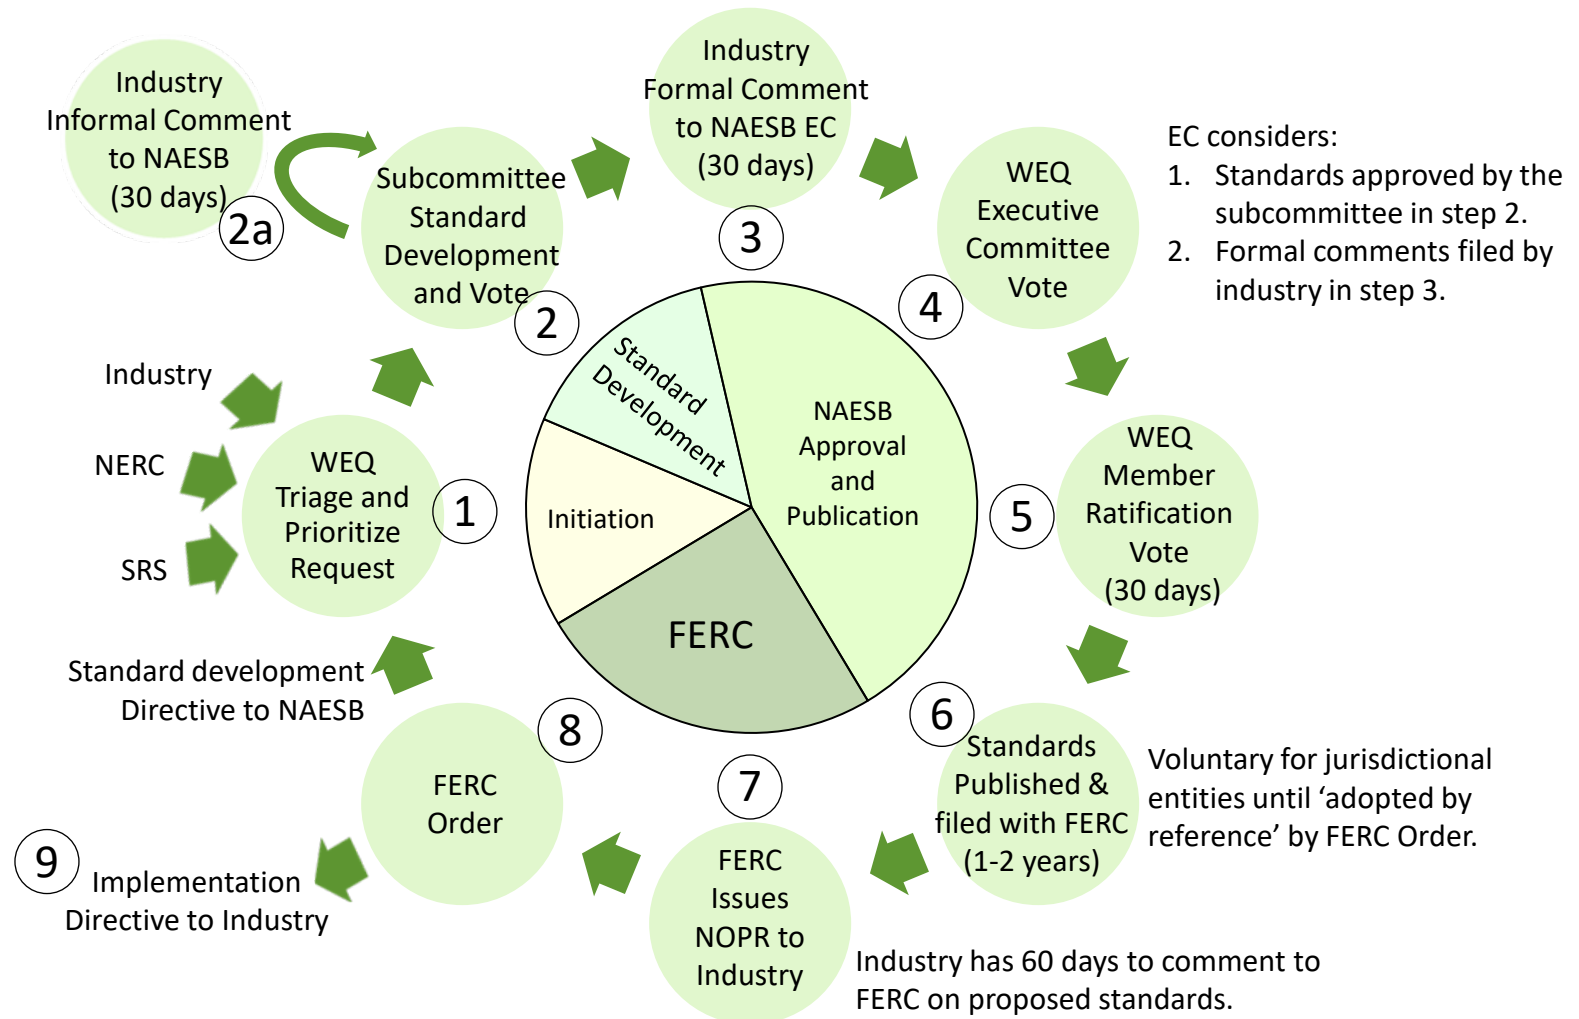 Industry
Informal Comment
to NAESB
(30 days)
2a
Subcommittee
Standard
Development
and Vote
2
Industry
Formal Comment
to NAESB EC
(30 days)
3
WEQ
Executive
Committee
Vote
4
EC considers:
1. Standards approved by the
subcommittee in step 2.
2. Formal comments filed by
industry in step 3.
Industry
NERC
SRS
WEQ
Triage and
Prioritize
Request
1
Standard
Development
Initiation
NAESB
Approval
and
Publication
FERC
5
WEQ
Member
Ratification
Vote
(30 days)
6
Standards
Published &
filed with FERC
(1-2 years)
Voluntary for jurisdictional
entities until ‘adopted by
reference’ by FERC Order.
7
FERC
Issues
NOPR to
Industry
Industry has 60 days to comment to
FERC on proposed standards.
8
FERC
Order
Standard development
Directive to NAESB
9
Implementation
Directive to Industry